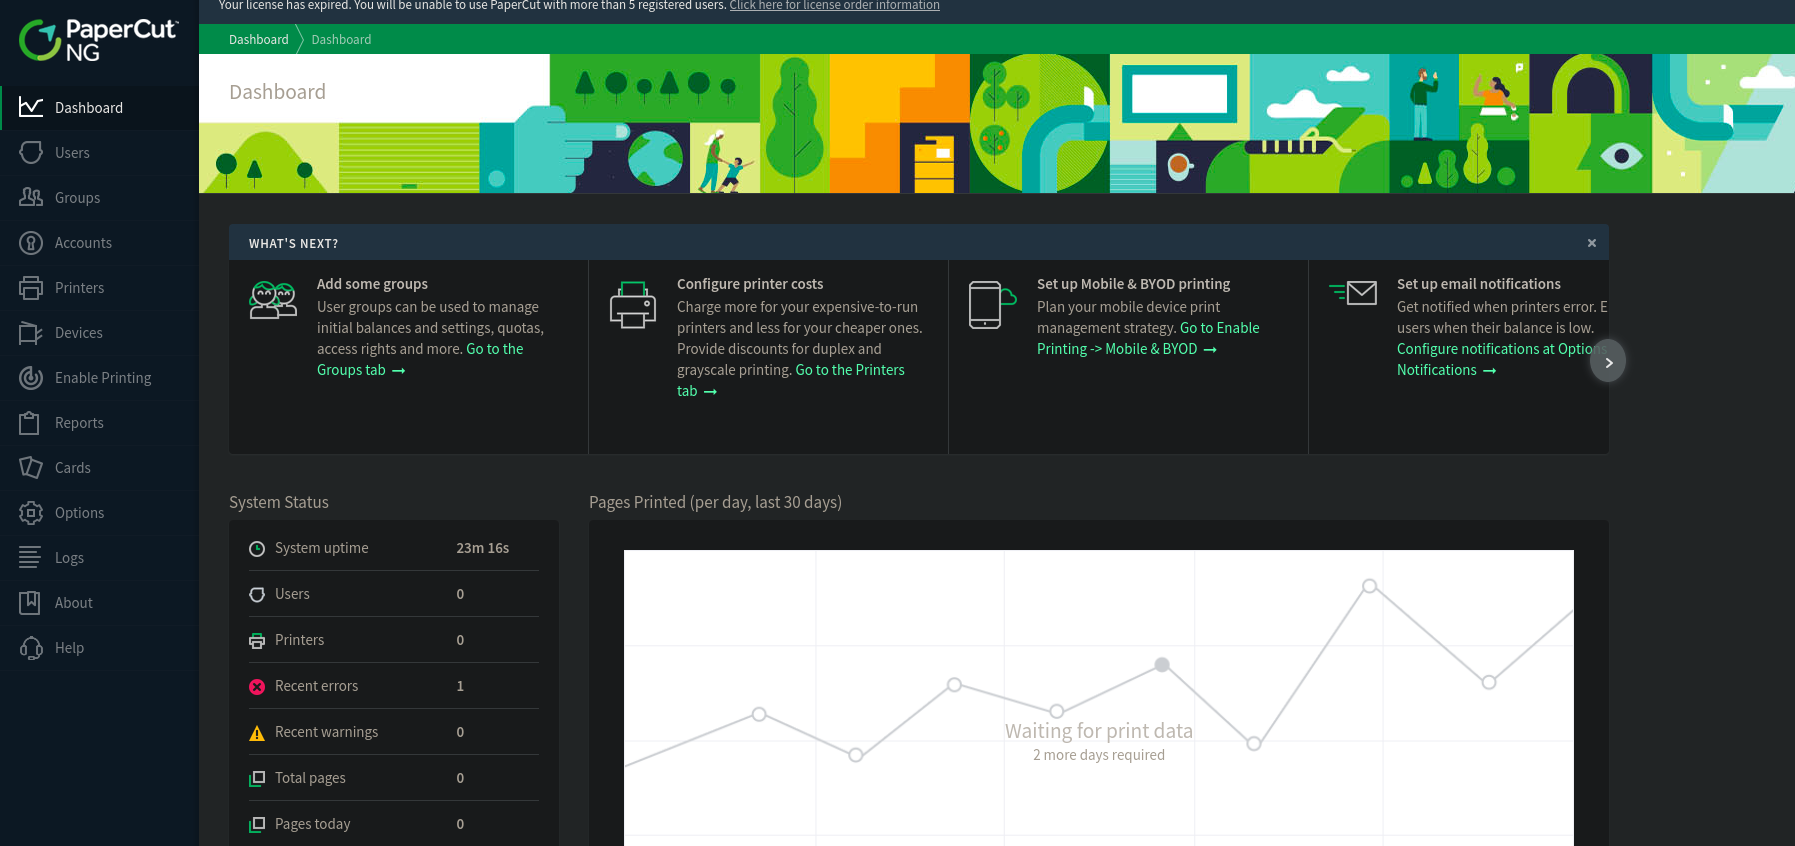 Your license has expired. You will be unable to use PaperCut with more than 5 registered users. Click here for license order information
PaperCut™
NG
Dashboard
Users
Groups
Accounts
Printers
Devices
Enable Printing
Reports
Cards
Options
Logs
About
Help
Dashboard
Dashboard
Dashboard
WHAT'S NEXT?
Add some groups
User groups can be used to manage
initial balances and settings, quotas,
access rights and more. Go to the
Groups tab →
Configure printer costs
Charge more for your expensive-to-run
printers and less for your cheaper ones.
Provide discounts for duplex and
grayscale printing. Go to the Printers
tab →
Set up Mobile & BYOD printing
Plan your mobile device print
management strategy. Go to Enable
Printing -> Mobile & BYOD →
Set up email notifications
Get notified when printers error. E
users when their balance is low.
Configure notifications at Options
Notifications →
System Status
System uptime 23m 16s
Users 0
Printers 0
Recent errors 1
Recent warnings 0
Total pages 0
Pages today 0
Pages Printed (per day, last 30 days)
Waiting for print data
2 more days required